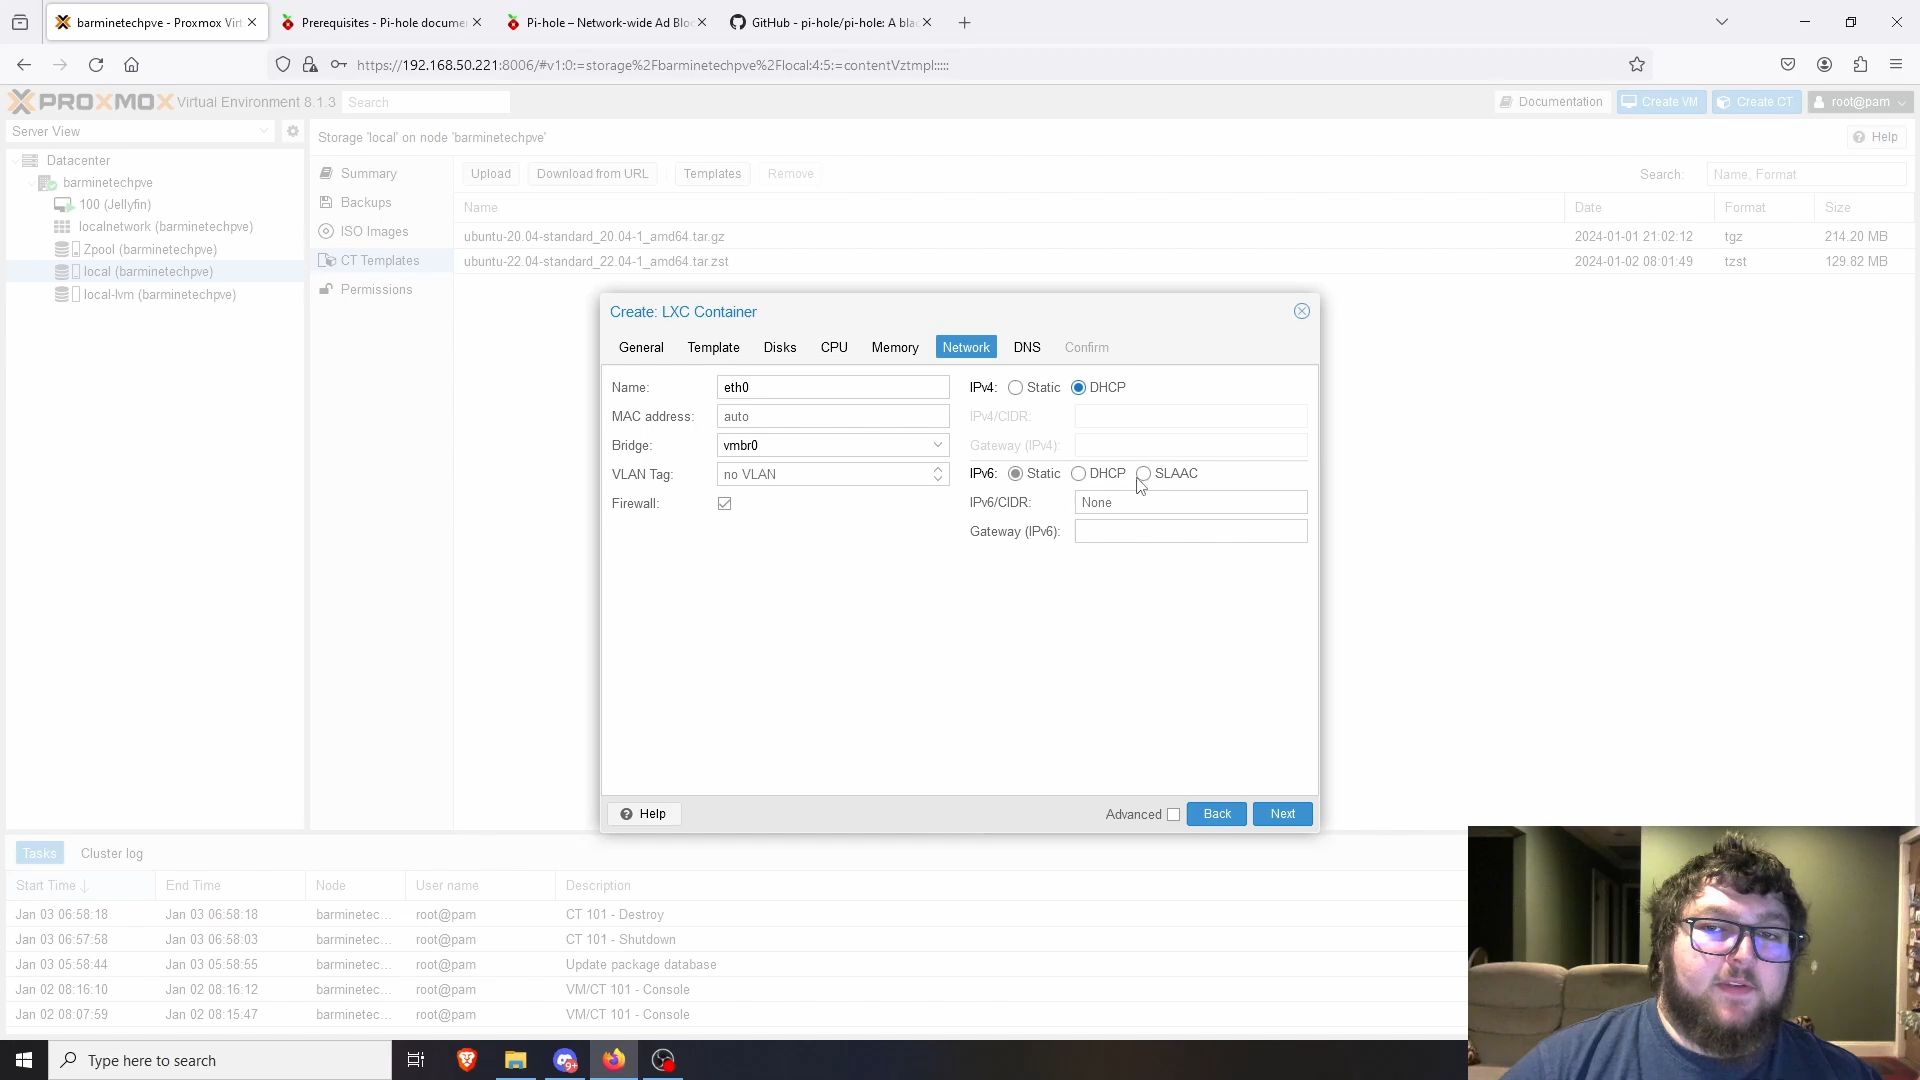 barminetechpve - Proxmox Virt
Prerequisites - Pi-hole docume
Pi-hole – Network-wide Ad Bloc
GitHub - pi-hole/pi-hole: A blac
https://192.168.50.221:8006/#v1:0:=storage%2Fbarminetechpve%2Flocal:4:5:=contentVztmpl:::::
PROXMOX Virtual Environment 8.1.3 Search
Documentation
Create VM
Create CT
root@pam
Server View
Storage 'local' on node 'barminetechpve'
Help
Datacenter
barminetechpve
100 (Jellyfin)
localnetwork (barminetechpve)
Zpool (barminetechpve)
local (barminetechpve)
local-lvm (barminetechpve)
Summary
Backups
ISO Images
CT Templates
Permissions
Upload Download from URL Templates Remove Search: Name, Format
Name Date Format Size
ubuntu-20.04-standard_20.04-1_amd64.tar.gz 2024-01-01 21:02:12 tgz 214.20 MB
ubuntu-22.04-standard_22.04-1_amd64.tar.zst 2024-01-02 08:01:49 tzst 129.82 MB
Create: LXC Container
General Template Disks CPU Memory Network DNS Confirm
Name: eth0
MAC address: auto
Bridge: vmbr0
VLAN Tag: no VLAN
Firewall:
IPv4: Static DHCP
IPv4/CIDR:
Gateway (IPv4):
IPv6: Static DHCP SLAAC
IPv6/CIDR: None
Gateway (IPv6):
Help Advanced Back Next
Tasks Cluster log
Start Time End Time Node User name Description
Jan 03 06:58:18 Jan 03 06:58:18 barminetec... root@pam CT 101 - Destroy
Jan 03 06:57:58 Jan 03 06:58:03 barminetec... root@pam CT 101 - Shutdown
Jan 03 05:58:44 Jan 03 05:58:55 barminetec... root@pam Update package database
Jan 02 08:16:10 Jan 02 08:16:12 barminetec... root@pam VM/CT 101 - Console
Jan 02 08:07:59 Jan 02 08:15:47 barminetec... root@pam VM/CT 101 - Console
Type here to search
9+